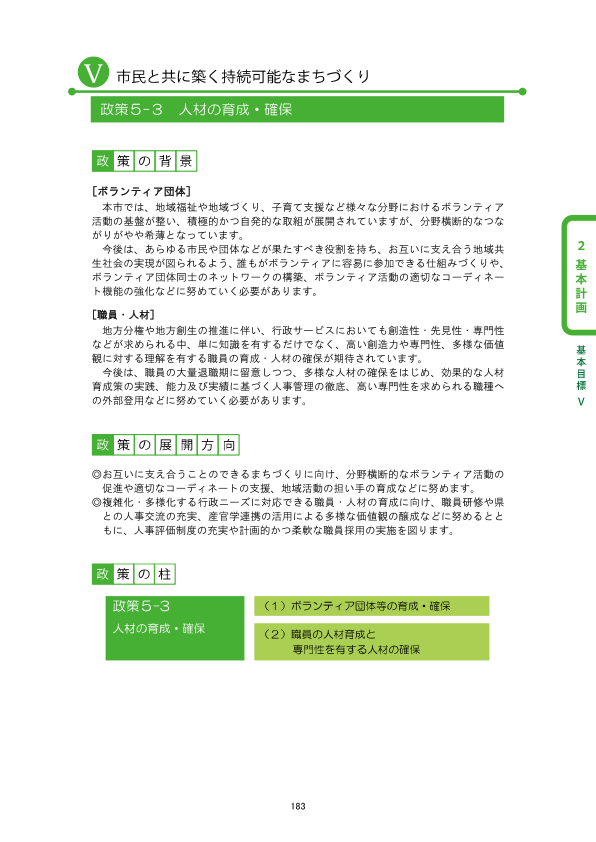 Ⅴ 市民と共に築く持続可能なまちづくり
政策５-３　人材の育成・確保
政策の背景
[ボランティア団体]
　本市では、地域福祉や地域づくり、子育て支援など様々な分野におけるボランティア
活動の基盤が整い、積極的かつ自発的な取組が展開されていますが、分野横断的なつな
がりがやや希薄となっています。
　今後は、あらゆる市民や団体などが果たすべき役割を持ち、お互いに支え合う地域共
生社会の実現が図られるよう、誰もがボランティアに容易に参加できる仕組みづくりや、
ボランティア団体同士のネットワークの構築、ボランティア活動の適切なコーディネー
ト機能の強化などに努めていく必要があります。
[職員・人材]
　地方分権や地方創生の推進に伴い、行政サービスにおいても創造性・先見性・専門性
などが求められる中、単に知識を有するだけでなく、高い創造力や専門性、多様な価値
観に対する理解を有する職員の育成・人材の確保が期待されています。
　今後は、職員の大量退職期に留意しつつ、多様な人材の確保をはじめ、効果的な人材
育成策の実践、能力及び実績に基づく人事管理の徹底、高い専門性を求められる職種へ
の外部登用などに努めていく必要があります。
政策の展開方向
◎お互いに支え合うことのできるまちづくりに向け、分野横断的なボランティア活動の
促進や適切なコーディネートの支援、地域活動の担い手の育成などに努めます。
◎複雑化・多様化する行政ニーズに対応できる職員・人材の育成に向け、職員研修や県
との人事交流の充実、産官学連携の活用による多様な価値観の醸成などに努めるとと
もに、人事評価制度の充実や計画的かつ柔軟な職員採用の実施を図ります。
政策の柱
政策５-３
人材の育成・確保
（１）ボランティア団体等の育成・確保
（２）職員の人材育成と
専門性を有する人材の確保
２ 基本計画
基本目標 Ⅴ
183